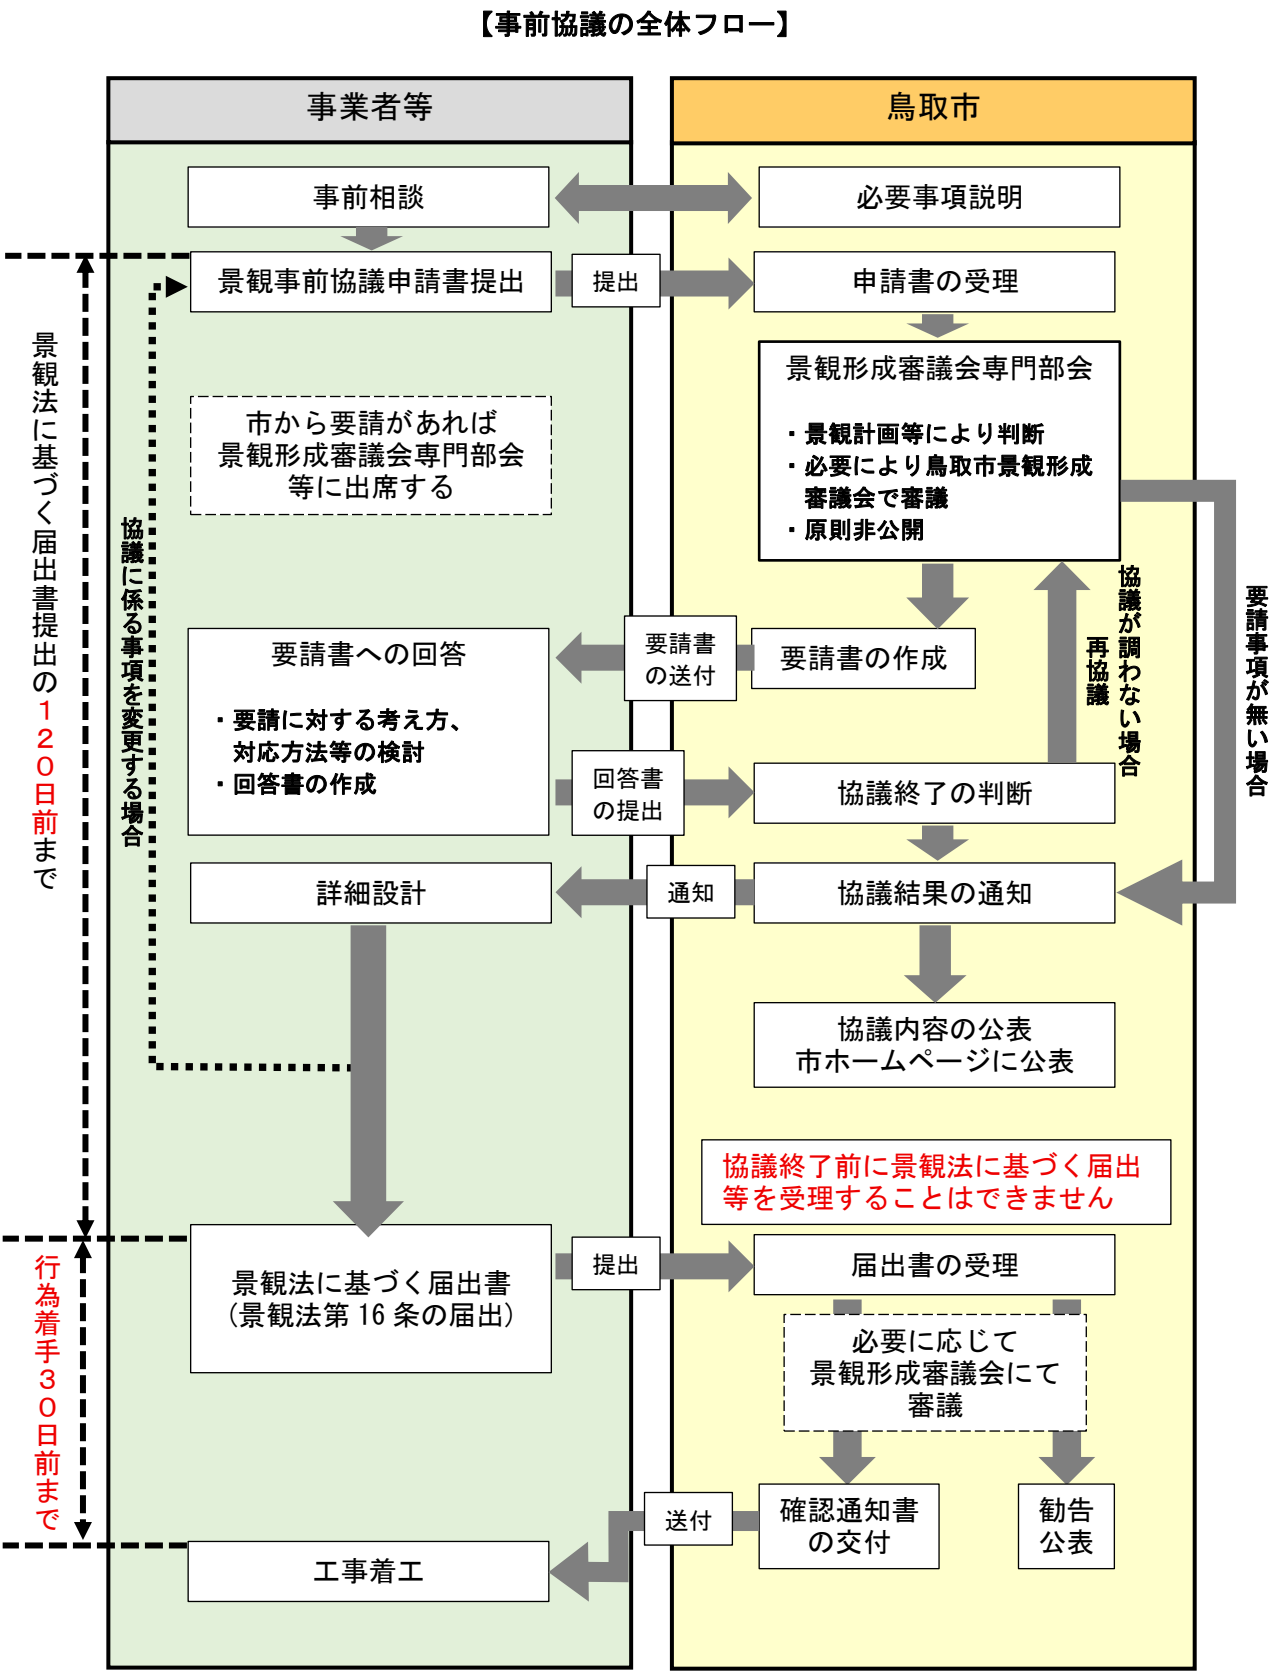 【事前協議の全体フロー】
事業者等
鳥取市
事前相談
必要事項説明
景観事前協議申請書提出
提出
申請書の受理
景観形成審議会専門部会
・景観計画等により判断
・必要により鳥取市景観形成
審議会で審議
・原則非公開
市から要請があれば
景観形成審議会専門部会
等に出席する
景観法に基づく届出書提出の120日前まで
協議に係る事項を変更する場合
要請書への回答
・要請に対する考え方、
対応方法等の検討
・回答書の作成
要請書
の送付
要請書の作成
協議が調わない場合
再協議
要請事項が無い場合
回答書
の提出
協議終了の判断
詳細設計
通知
協議結果の通知
協議内容の公表
市ホームページに公表
協議終了前に景観法に基づく届出
等を受理することはできません
景観法に基づく届出書
(景観法第 16 条の届出)
提出
届出書の受理
必要に応じて
景観形成審議会にて
審議
行為着手30日前まで
送付
確認通知書
の交付
勧告
公表
工事着工